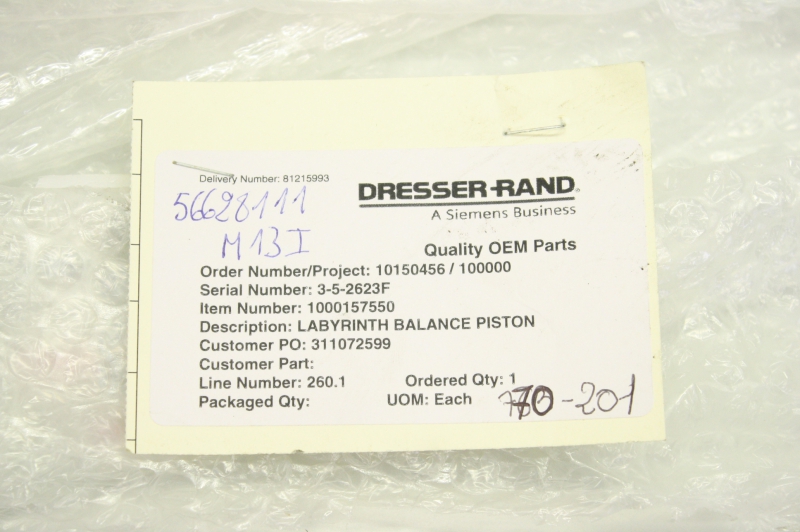 Delivery Number: 81215993
DRESSER-RAND®
A Siemens Business
56628111
M13I
Quality OEM Parts
Order Number/Project: 10150456 / 100000
Serial Number: 3-5-2623F
Item Number: 1000157550
Description: LABYRINTH BALANCE PISTON
Customer PO: 311072599
Customer Part:
Line Number: 260.1 Ordered Qty: 1
Packaged Qty: UOM: Each
-201